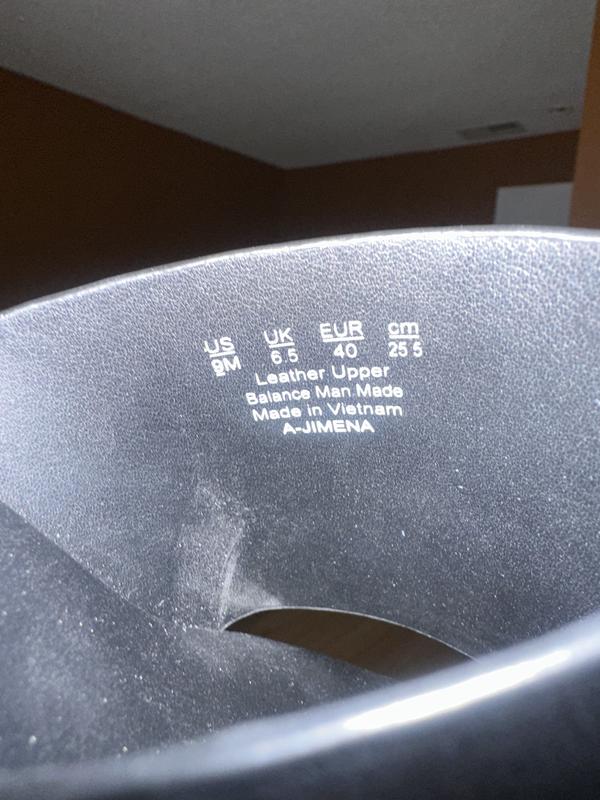 US UK EUR cm
9M 6.5 40 25 5
Leather Upper
Balance Man Made
Made in Vietnam
A-JIMENA